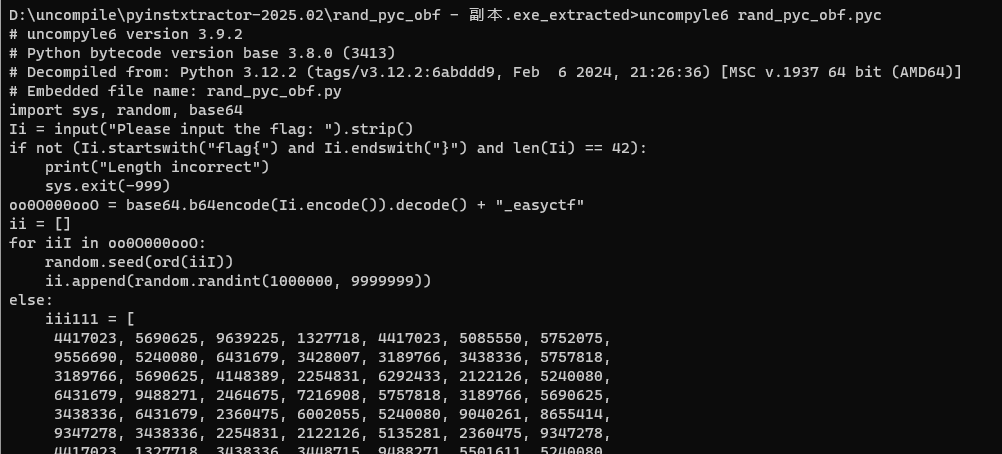 D:\uncompile\pyinstxtractor-2025.02\rand_pyc_obf - 副本.exe_extracted>uncompyle6 rand_pyc_obf.pyc
# uncompyle6 version 3.9.2
# Python bytecode version base 3.8.0 (3413)
# Decompiled from: Python 3.12.2 (tags/v3.12.2:6abddd9, Feb  6 2024, 21:26:36) [MSC v.1937 64 bit (AMD64)]
# Embedded file name: rand_pyc_obf.py
import sys, random, base64
Ii = input("Please input the flag: ").strip()
if not (Ii.startswith("flag{") and Ii.endswith("}") and len(Ii) == 42):
    print("Length incorrect")
    sys.exit(-999)
oo0O000ooO = base64.b64encode(Ii.encode()).decode() + "_easyctf"
ii = []
for iiI in oo0O000ooO:
    random.seed(ord(iiI))
    ii.append(random.randint(1000000, 9999999))
else:
    iii111 = [
     4417023, 5690625, 9639225, 1327718, 4417023, 5085550, 5752075,
     9556690, 5240080, 6431679, 3428007, 3189766, 3438336, 5757818,
     3189766, 5690625, 4148389, 2254831, 6292433, 2122126, 5240080,
     6431679, 9488271, 2464675, 7216908, 5757818, 3189766, 5690625,
     3438336, 6431679, 2360475, 6002055, 5240080, 9040261, 8655414,
     9347278, 3438336, 2254831, 2122126, 5135281, 2360475, 9347278,
     4417023, 1327718, 3438336, 3448715, 9488271, 5501611, 5240080,